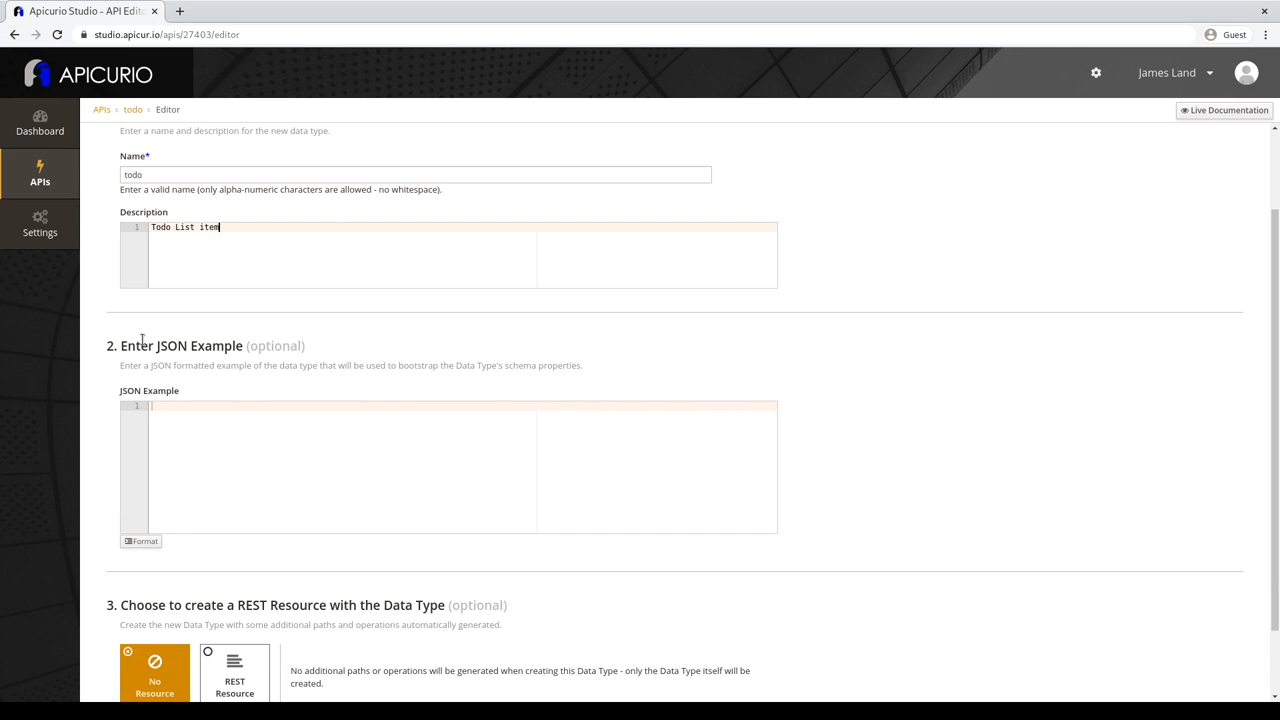 Apicurio Studio - API Edit
studio.apicur.io/apis/27403/editor
Guest
APICURIO
James Land
APIs › todo › Editor
Live Documentation
Dashboard
APIs
Settings
Enter a name and description for the new data type.
Name*
todo
Enter a valid name (only alpha-numeric characters are allowed - no whitespace).
Description
1 Todo List item
2. Enter JSON Example (optional)
Enter a JSON formatted example of the data type that will be used to bootstrap the Data Type's schema properties.
JSON Example
1
Format
3. Choose to create a REST Resource with the Data Type (optional)
Create the new Data Type with some additional paths and operations automatically generated.
No
Resource
REST
Resource
No additional paths or operations will be generated when creating this Data Type - only the Data Type itself will be
created.